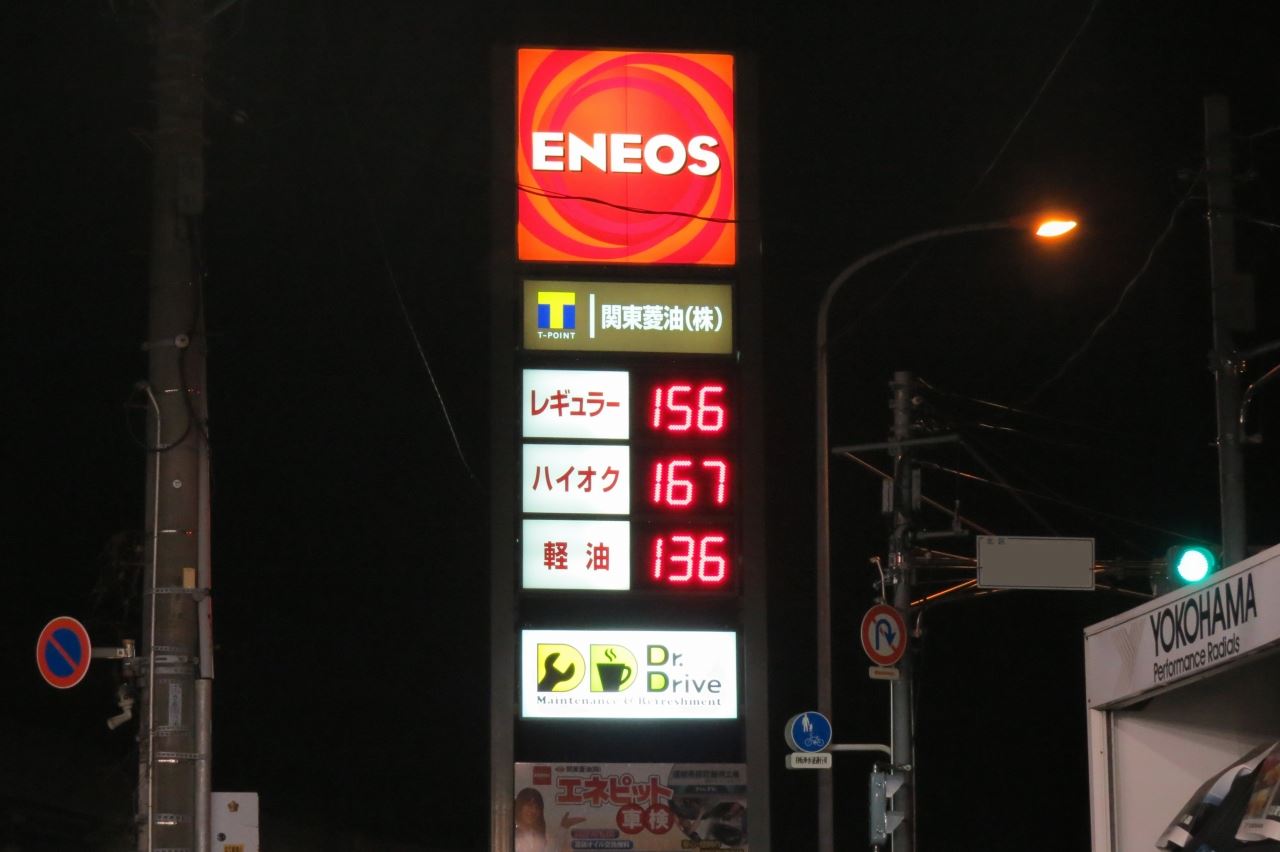 ENEOS
T-POINT
関東菱油(株)
レギュラー 156
ハイオク 167
軽油 136
Dr.
Drive
Maintenance & Refreshment
エネピット
車検
YOKOHAMA
Performance Radials